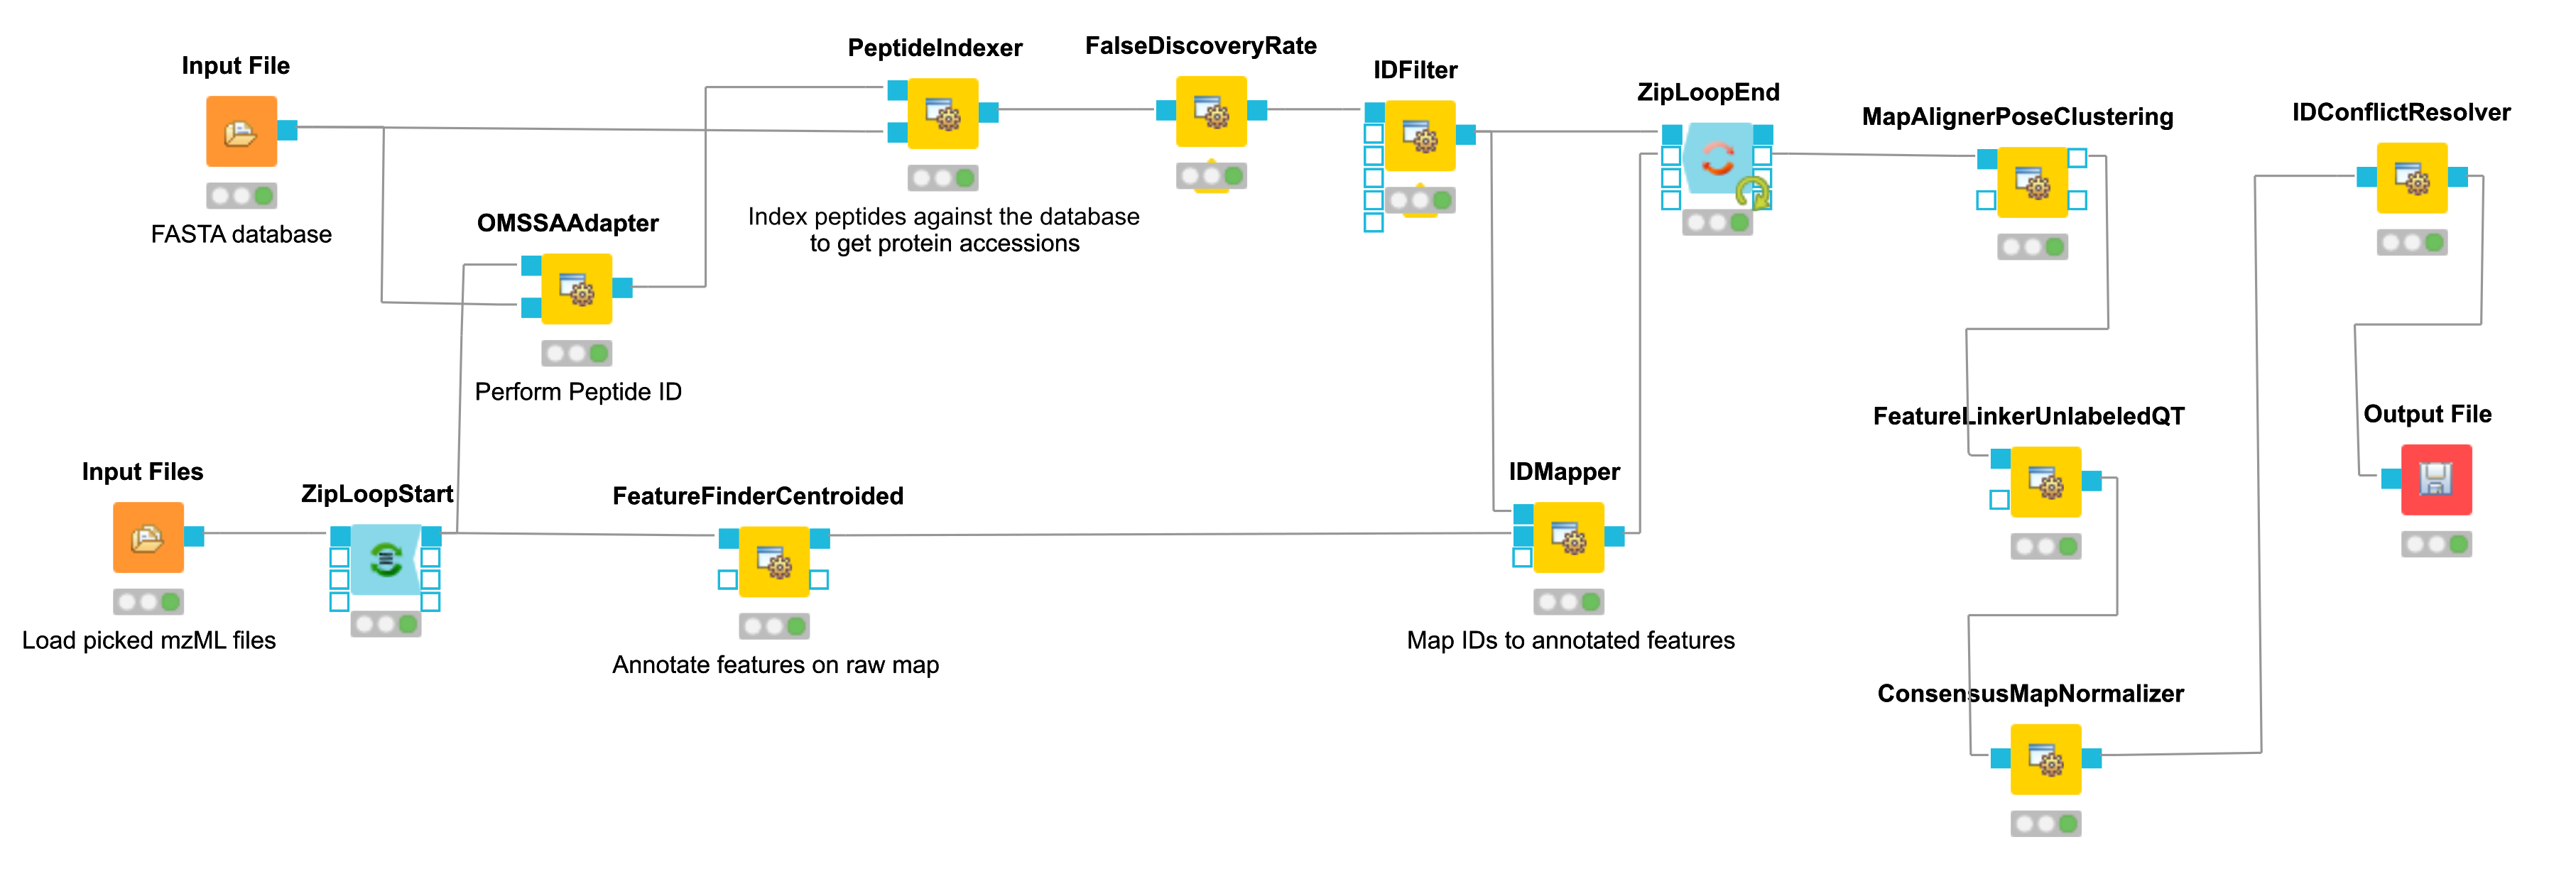 Input File
FASTA database
OMSSAAdapter
Perform Peptide ID
PeptideIndexer
Index peptides against the database
to get protein accessions
FalseDiscoveryRate
IDFilter
ZipLoopEnd
MapAlignerPoseClustering
IDConflictResolver
Input Files
Load picked mzML files
ZipLoopStart
FeatureFinderCentroided
Annotate features on raw map
IDMapper
Map IDs to annotated features
FeatureLinkerUnlabeledQT
Output File
ConsensusMapNormalizer